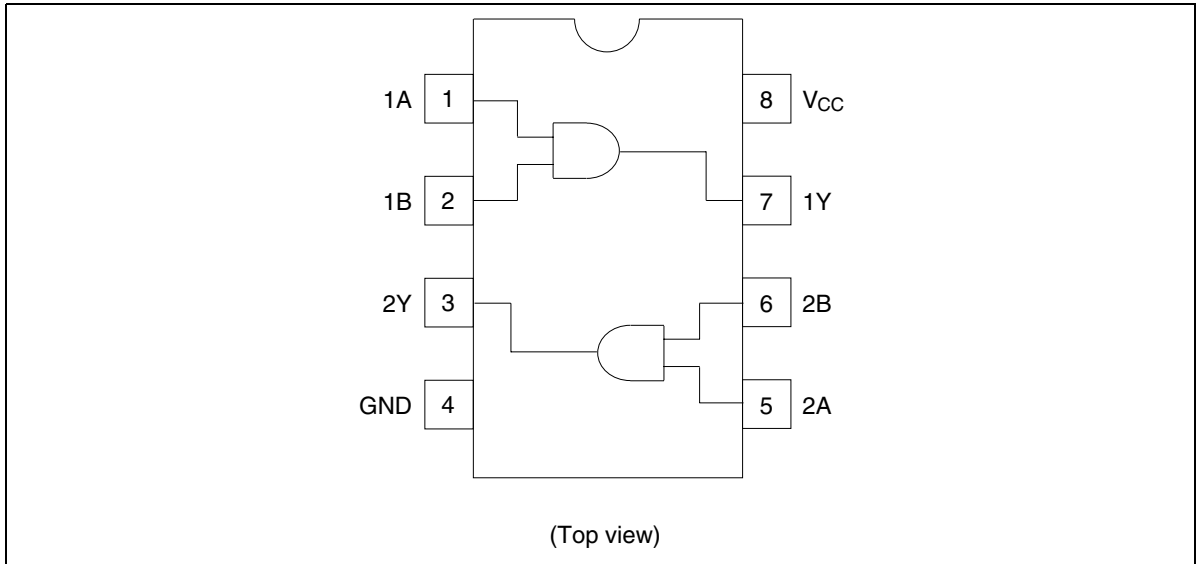 1A 1 8 VCC
1B 2 7 1Y
2Y 3 6 2B
GND 4 5 2A
(Top view)